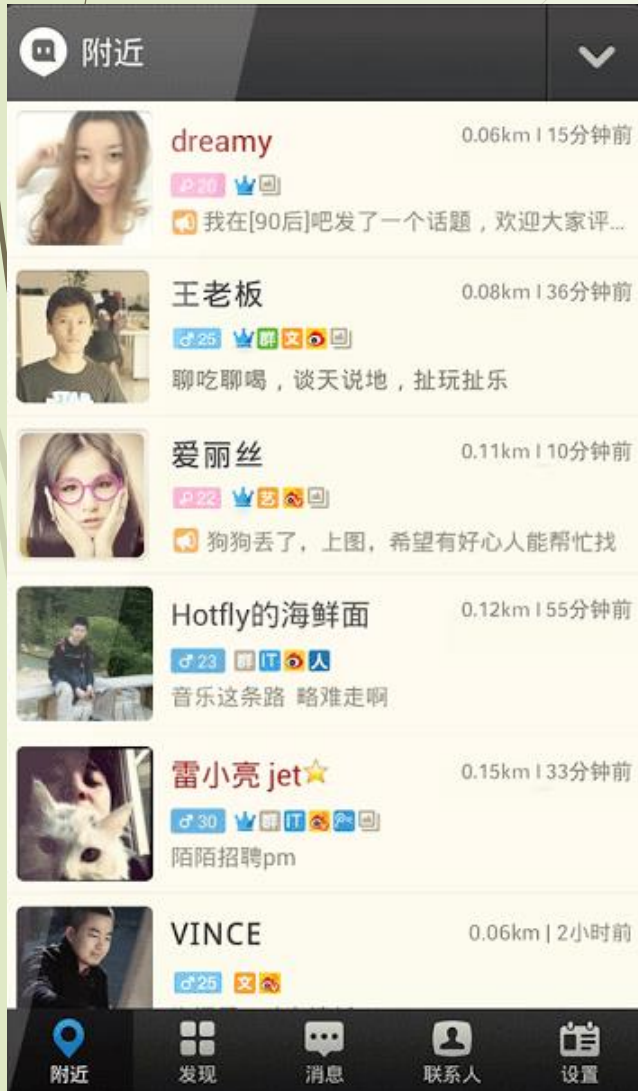 附近
dreamy 0.06km | 15分钟前
♀20
我在[90后]吧发了一个话题，欢迎大家评...
王老板 0.08km | 36分钟前
♂25 群 文
聊吃聊喝，谈天说地，扯玩扯乐
爱丽丝 0.11km | 10分钟前
♀22 艺
狗狗丢了，上图，希望有好心人能帮忙找
Hotfly的海鲜面 0.12km | 55分钟前
♂23 群 IT 人
音乐这条路 略难走啊
雷小亮 jet 0.15km | 33分钟前
♂30 群 IT
陌陌招聘pm
VINCE 0.06km | 2小时前
♂25 文
附近 发现 消息 联系人 设置